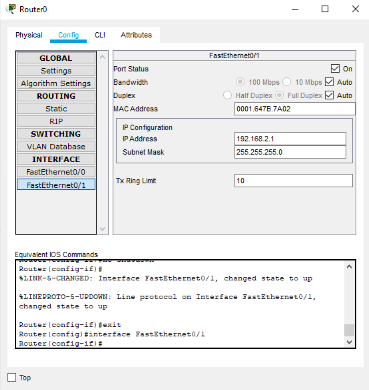 Router0
Physical Config CLI Attributes
GLOBAL
Settings
Algorithm Settings
ROUTING
Static
RIP
SWITCHING
VLAN Database
INTERFACE
FastEthernet0/0
FastEthernet0/1
FastEthernet0/1
Port Status On
Bandwidth 100 Mbps 10 Mbps Auto
Duplex Half Duplex Full Duplex Auto
MAC Address 0001.647B.7A02
IP Configuration
IP Address 192.168.2.1
Subnet Mask 255.255.255.0
Tx Ring Limit 10
Equivalent IOS Commands
Router(config-if)#no shutdown
Router(config-if)#
%LINK-5-CHANGED: Interface FastEthernet0/1, changed state to up
%LINEPROTO-5-UPDOWN: Line protocol on Interface FastEthernet0/1,
changed state to up
Router(config-if)#exit
Router(config)#interface FastEthernet0/1
Router(config-if)#
Top